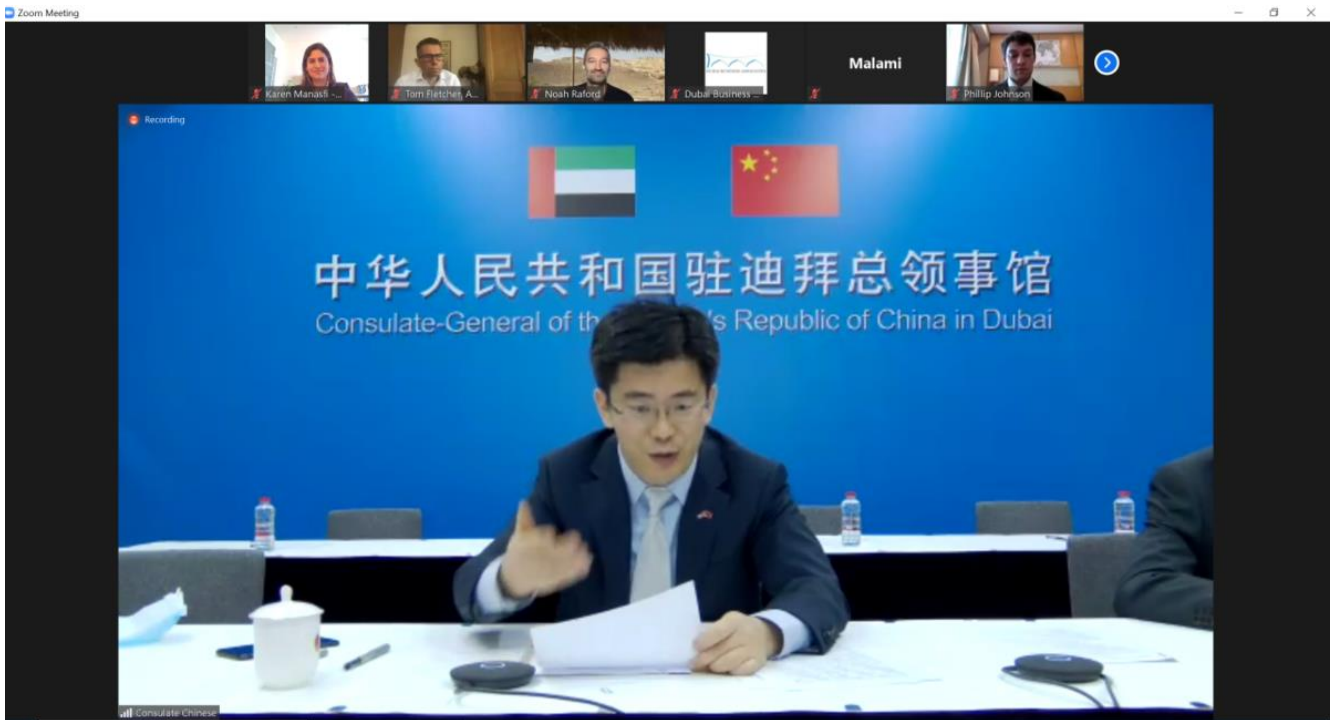 Zoom Meeting
Karen Manasfi -...
Tom Fletcher, A...
Noah Raford
Dubai Business ...
Malami
Phillip Johnson
Recording
中华人民共和国驻迪拜总领事馆
Consulate-General of th 's Republic of China in Dubai
Consulate Chinese